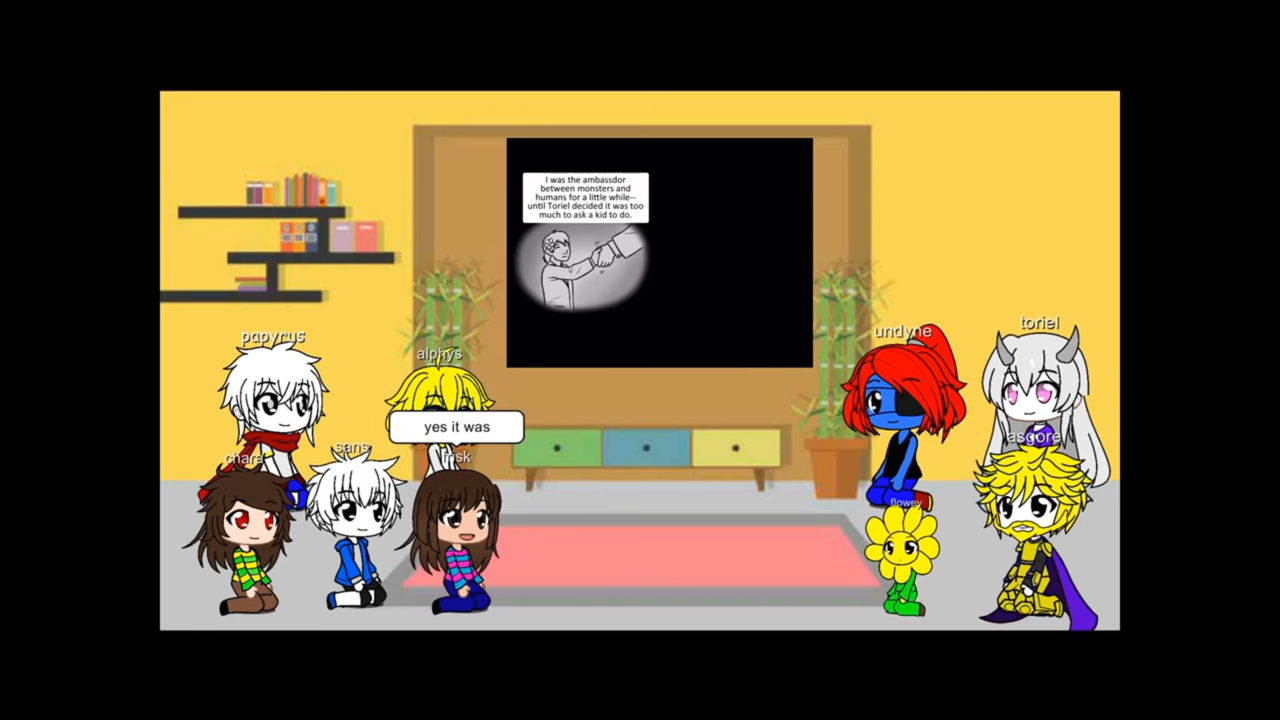 I was the ambassdor
between monsters and
humans for a little while--
until Toriel decided it was too
much to ask a kid to do.
papyrus
alphys
undyne
toriel
yes it was
chara
sans
frisk
asgore
flowey